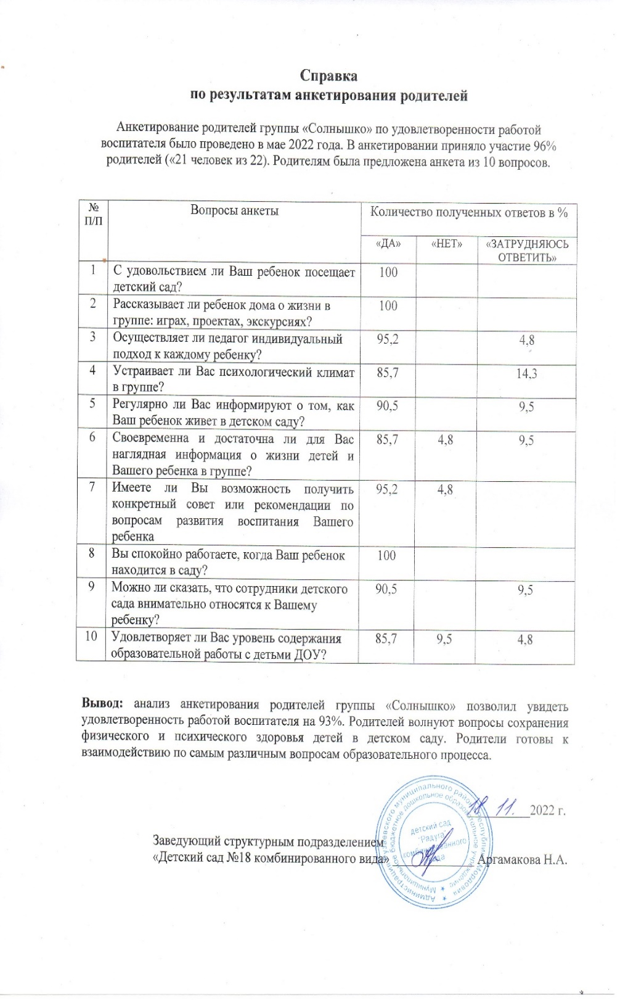 Справка
по результатам анкетирования родителей
Анкетирование родителей группы «Солнышко» по удовлетворенности работой
воспитателя было проведено в мае 2022 года. В анкетировании приняло участие 96%
родителей («21 человек из 22). Родителям была предложена анкета из 10 вопросов.
№ П/П Вопросы анкеты Количество полученных ответов в %
«ДА» «НЕТ» «ЗАТРУДНЯЮСЬ
ОТВЕТИТЬ»
1 С удовольствием ли Ваш ребенок посещает 100
детский сад?
2 Рассказывает ли ребенок дома о жизни в 100
группе: играх, проектах, экскурсиях?
3 Осуществляет ли педагог индивидуальный 95,2 4,8
подход к каждому ребенку?
4 Устраивает ли Вас психологический климат 85,7 14,3
в группе?
5 Регулярно ли Вас информируют о том, как 90,5 9,5
Ваш ребенок живет в детском саду?
6 Своевременна и достаточна ли для Вас 85,7 4,8 9,5
наглядная информация о жизни детей и
Вашего ребенка в группе?
7 Имеете ли Вы возможность получить 95,2 4,8
конкретный совет или рекомендации по
вопросам развития воспитания Вашего
ребенка
8 Вы спокойно работаете, когда Ваш ребенок 100
находится в саду?
9 Можно ли сказать, что сотрудники детского 90,5 9,5
сада внимательно относятся к Вашему
ребенку?
10 Удовлетворяет ли Вас уровень содержания 85,7 9,5 4,8
образовательной работы с детьми ДОУ?
Вывод: анализ анкетирования родителей группы «Солнышко» позволил увидеть
удовлетворенность работой воспитателя на 93%. Родителей волнуют вопросы сохранения
физического и психического здоровья детей в детском саду. Родители готовы к
взаимодействию по самым различным вопросам образовательного процесса.
18 11. 2022 г.
Заведующий структурным подразделением
«Детский сад №18 комбинированного вида» Аргамакова Н.А.
Муниципальное бюджетное дошкольное образовательное учреждение
детский сад
"Радуга"
комбинированного
вида